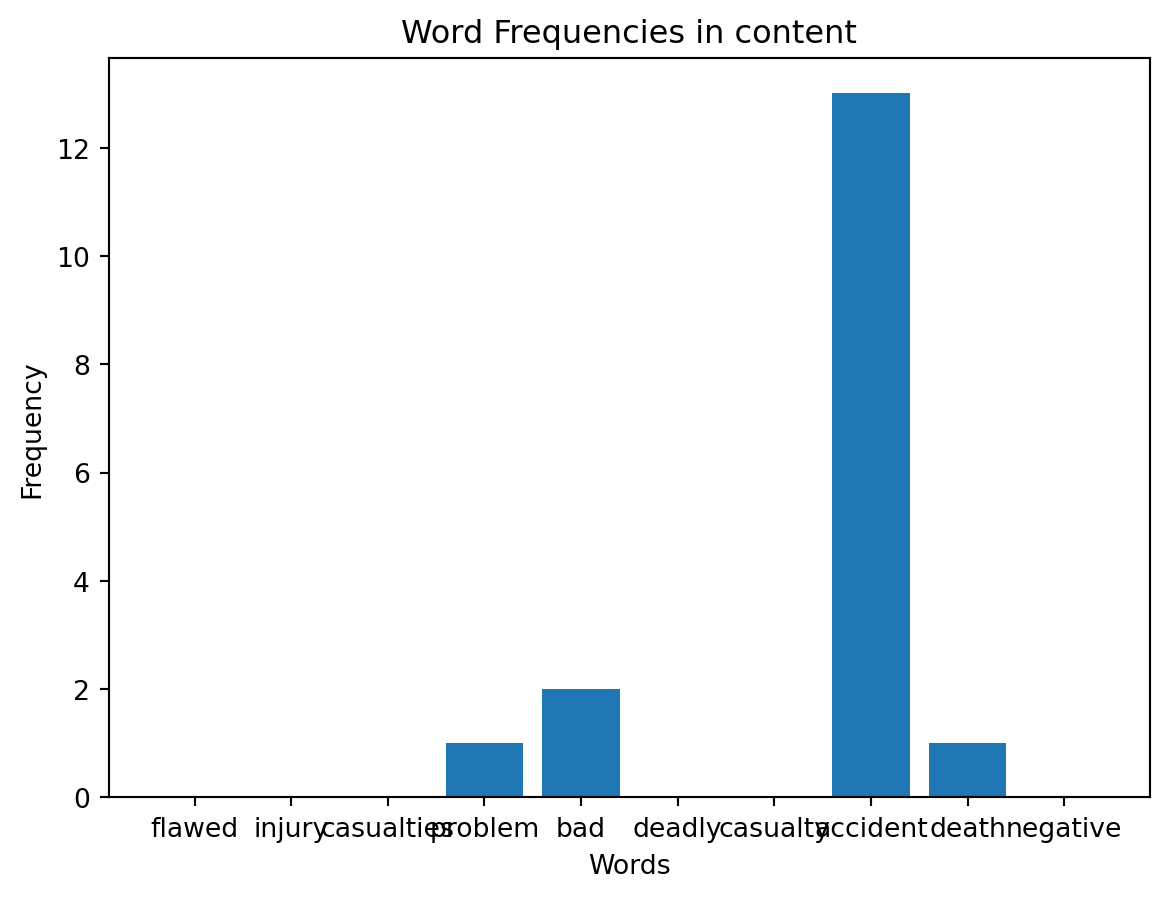 Word Frequencies in content
Frequency
12
10
8
6
4
2
0
flawed injury casualties problem bad deadly casualty accident death negative
Words